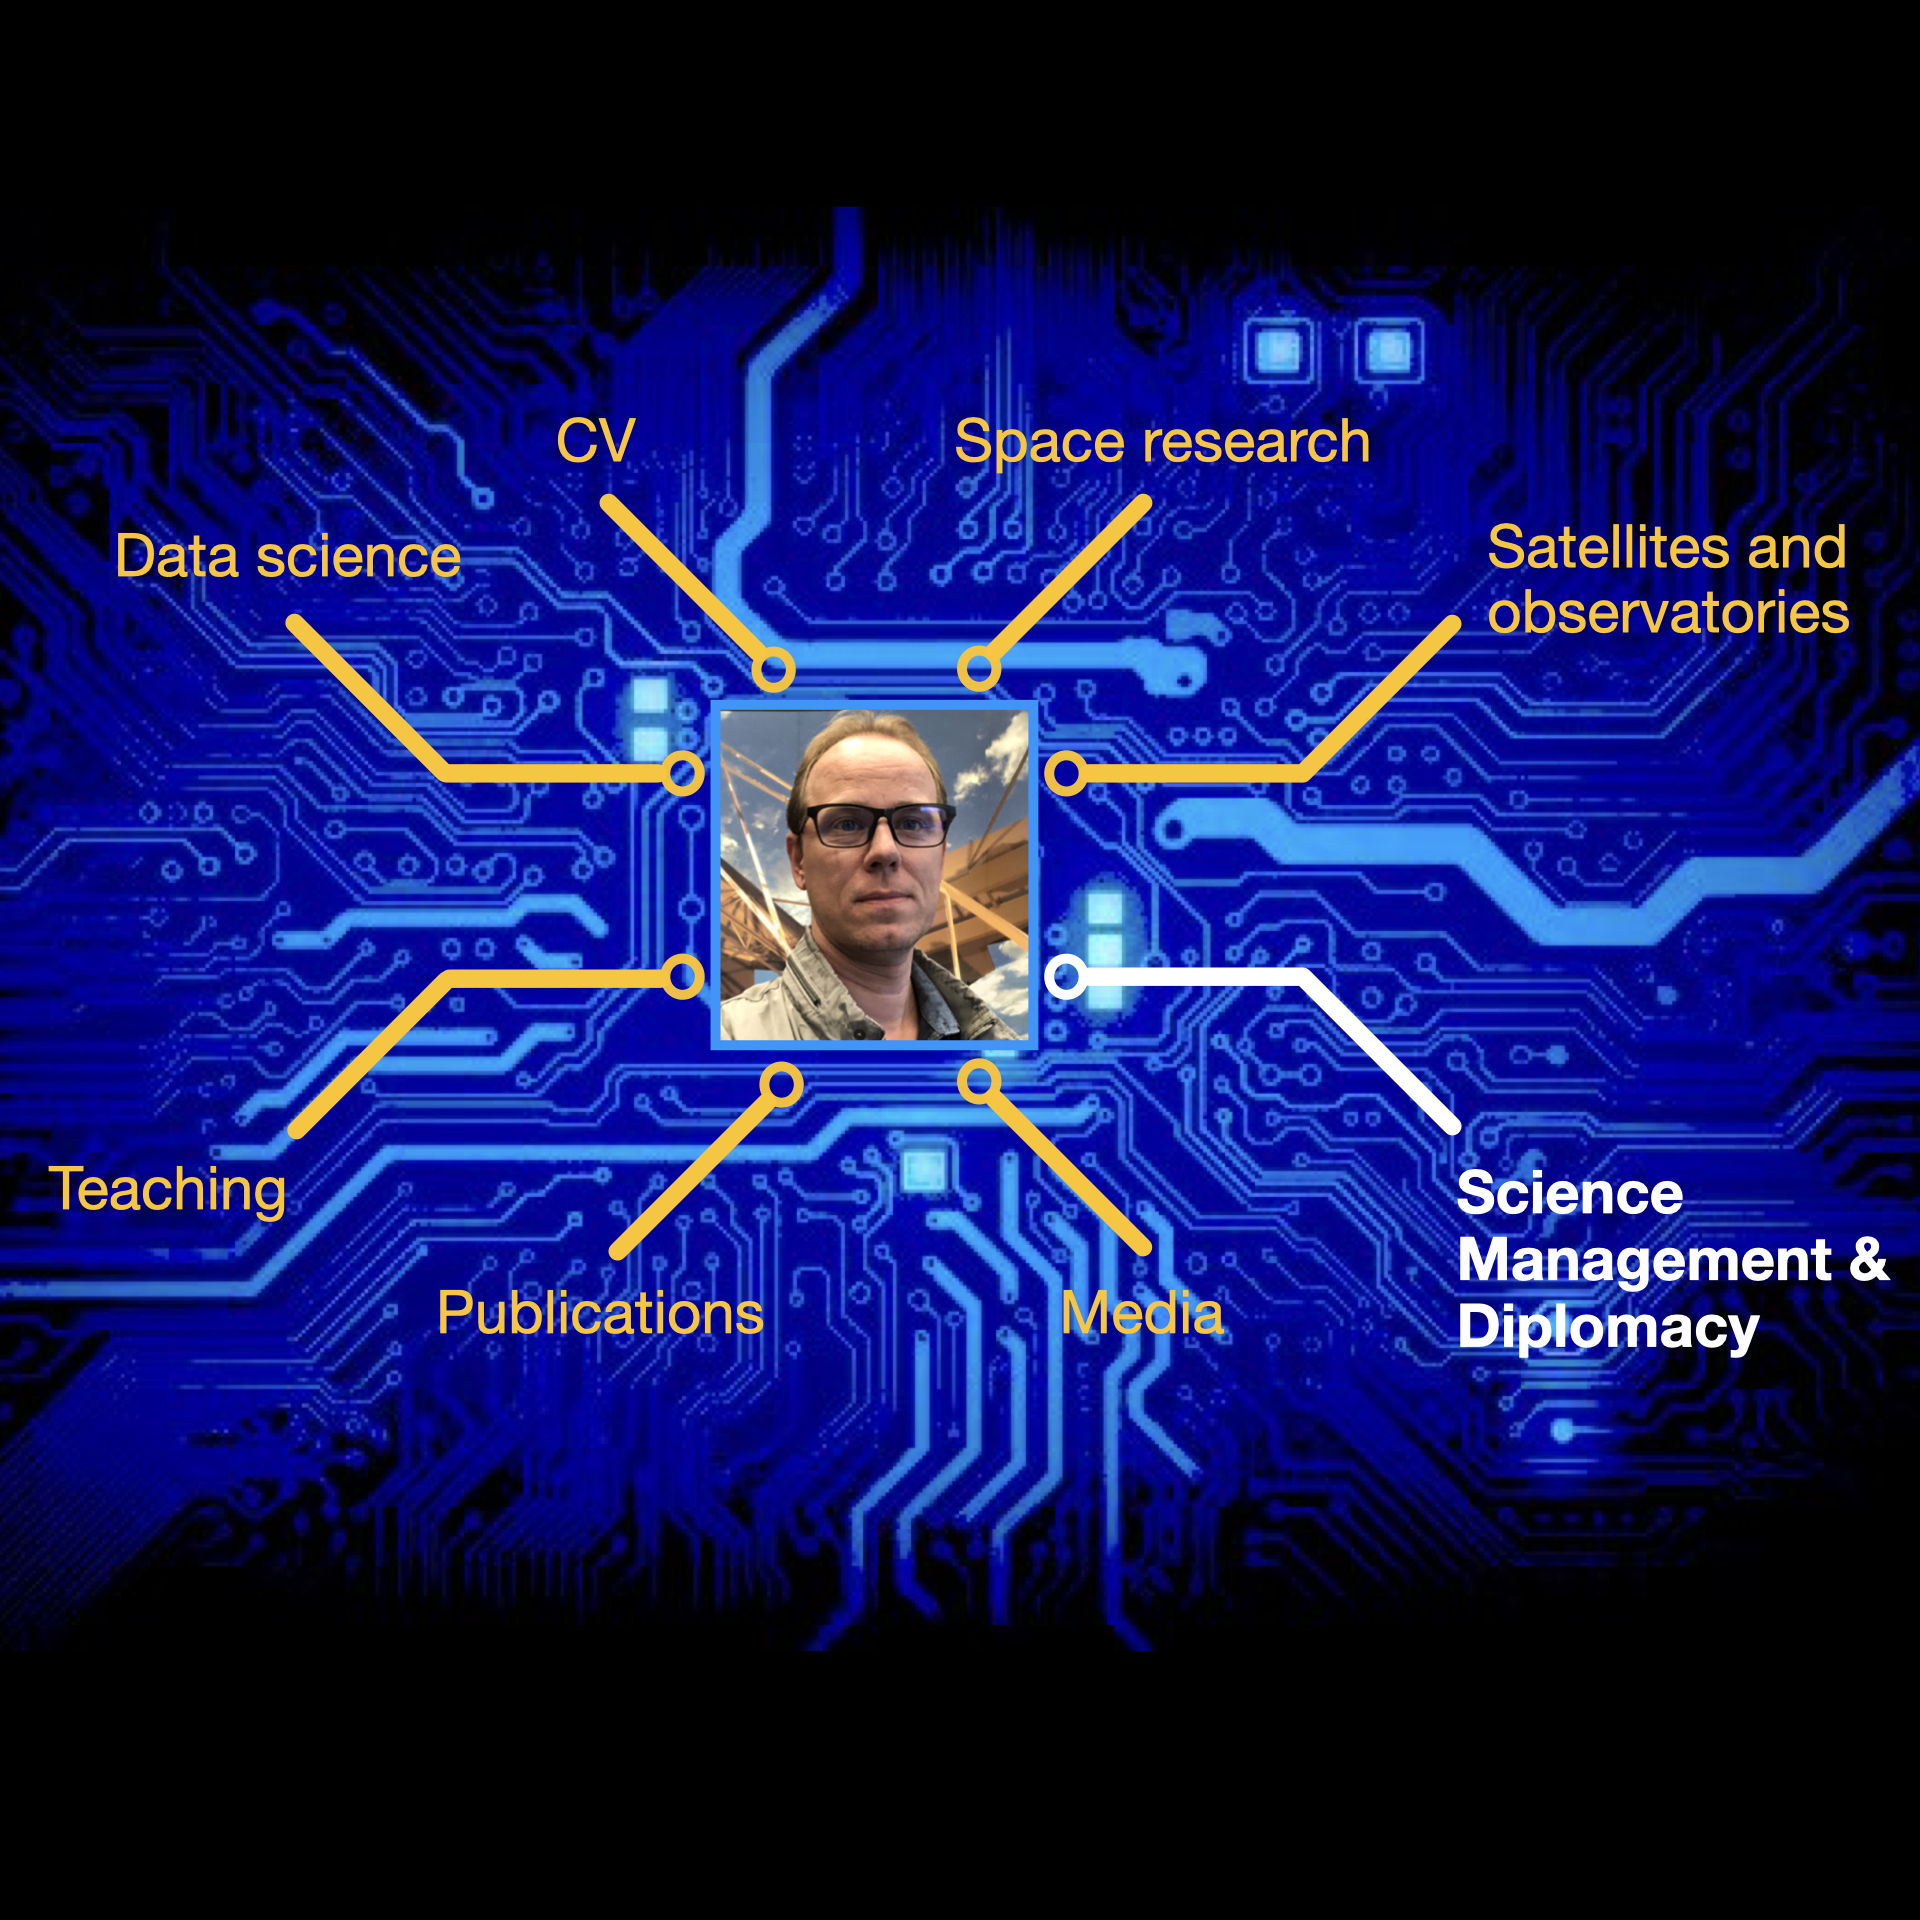 CV
Space research
Data science
Satellites and
observatories
Teaching
Science
Management &
Diplomacy
Publications
Media